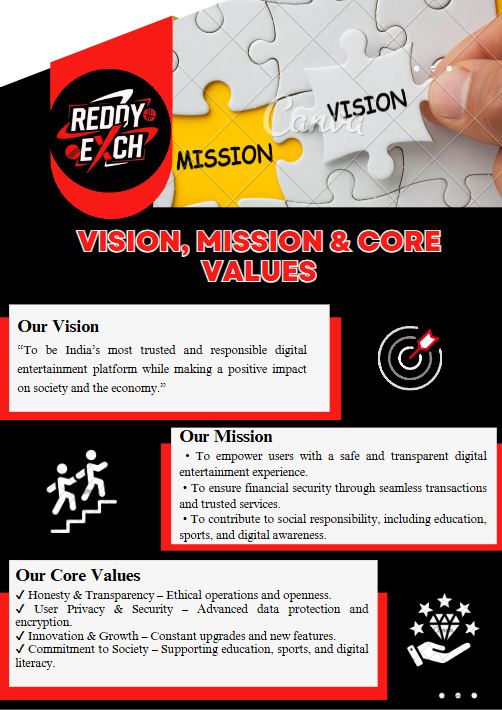 REDDY
EXCH
MISSION
VISION
Canva
VISION, MISSION & CORE
VALUES
Our Vision
“To be India’s most trusted and responsible digital
entertainment platform while making a positive impact
on society and the economy.”
Our Mission
• To empower users with a safe and transparent digital
entertainment experience.
• To ensure financial security through seamless transactions
and trusted services.
• To contribute to social responsibility, including education,
sports, and digital awareness.
Our Core Values
✓ Honesty & Transparency – Ethical operations and openness.
✓ User Privacy & Security – Advanced data protection and
encryption.
✓ Innovation & Growth – Constant upgrades and new features.
✓ Commitment to Society – Supporting education, sports, and digital
literacy.